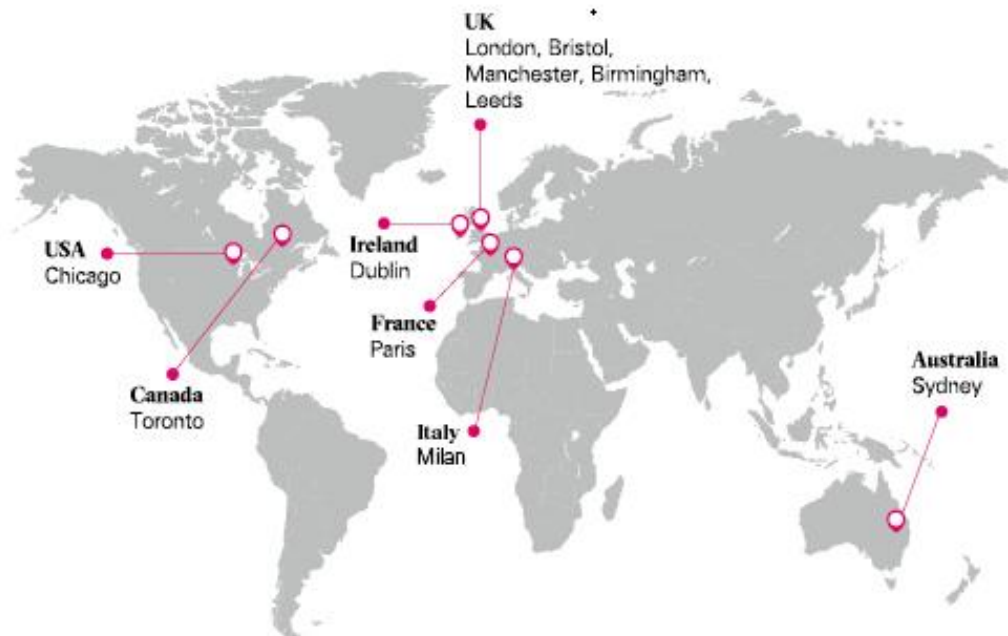 UK
London, Bristol,
Manchester, Birmingham,
Leeds
USA
Chicago
Ireland
Dublin
France
Paris
Canada
Toronto
Italy
Milan
Australia
Sydney